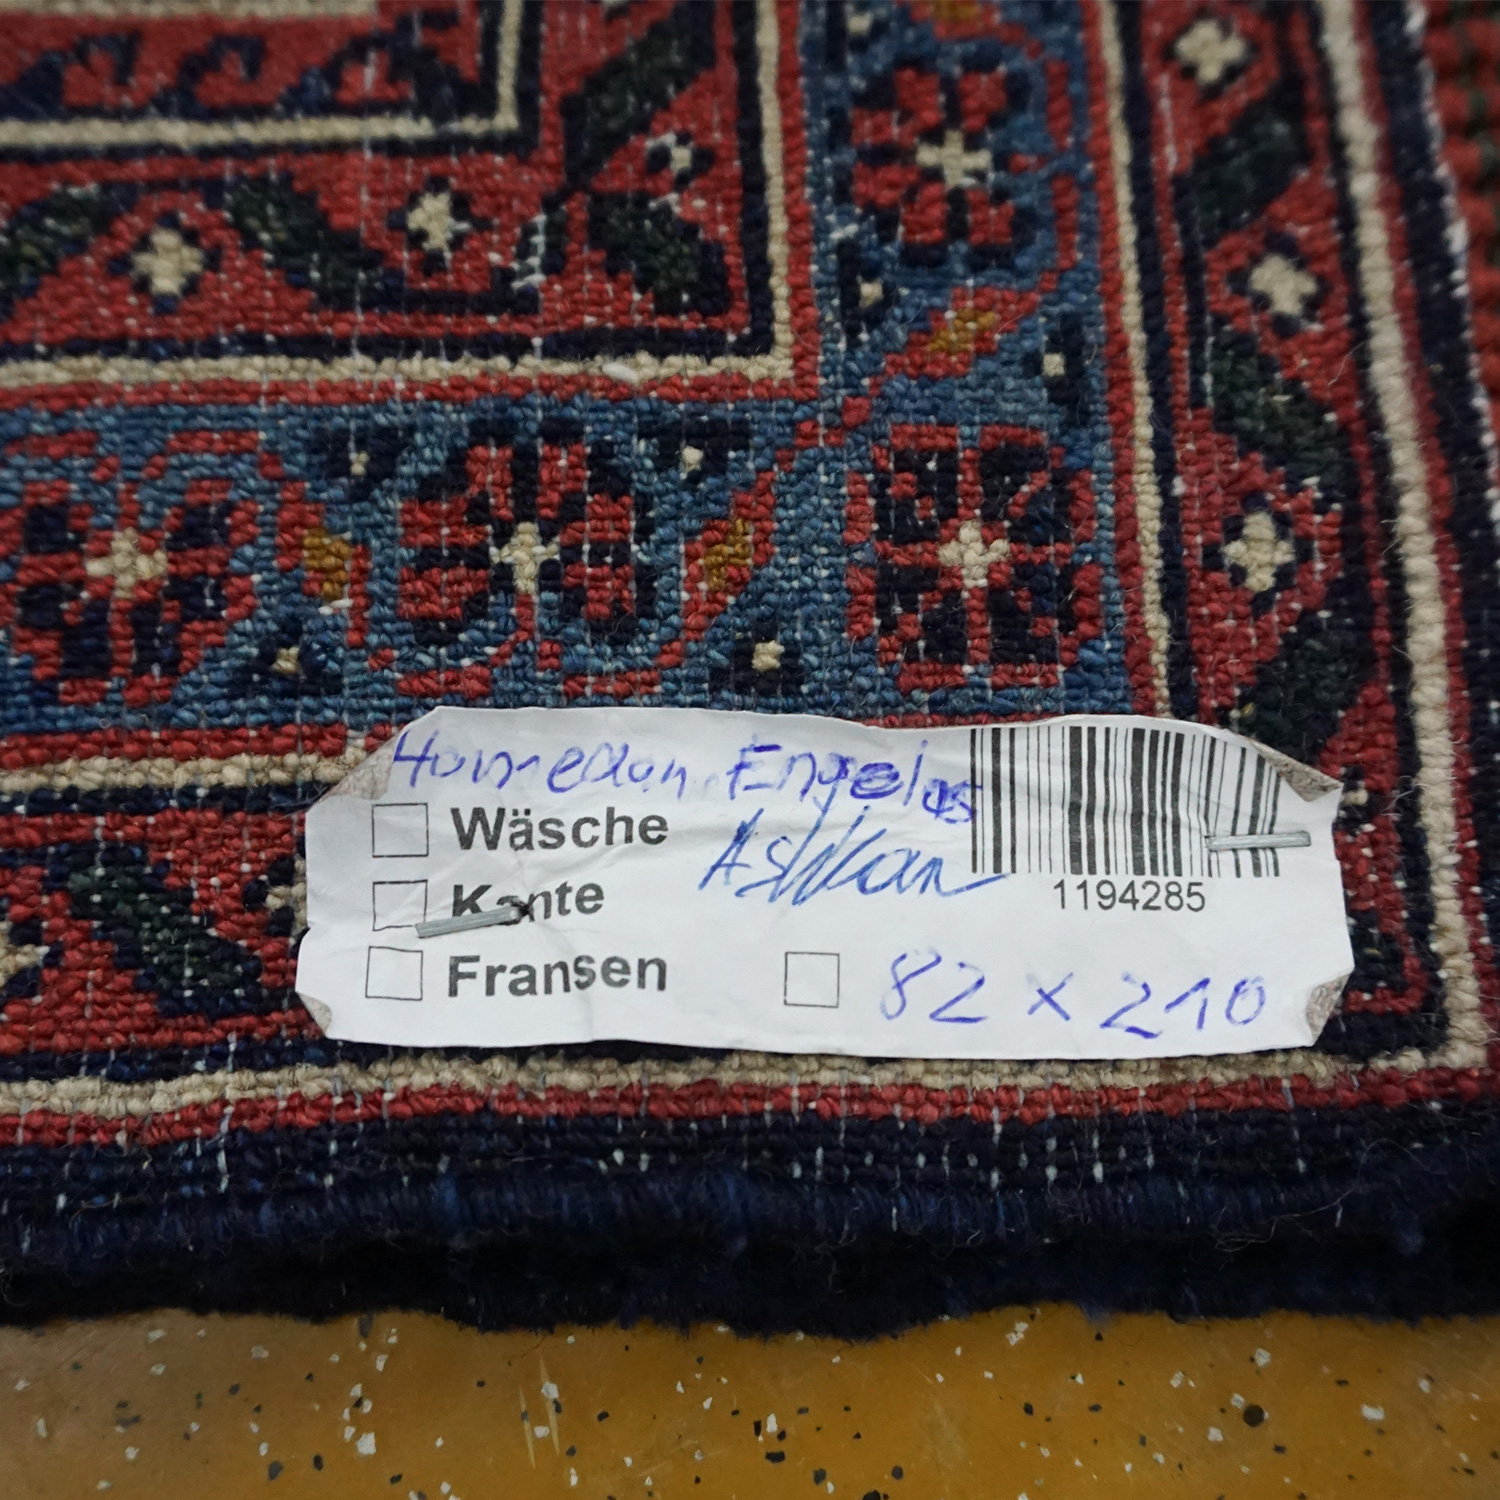 Hamedan Engelas
Wäsche
Ashkan
Kante
1194285
Fransen
82 x 210